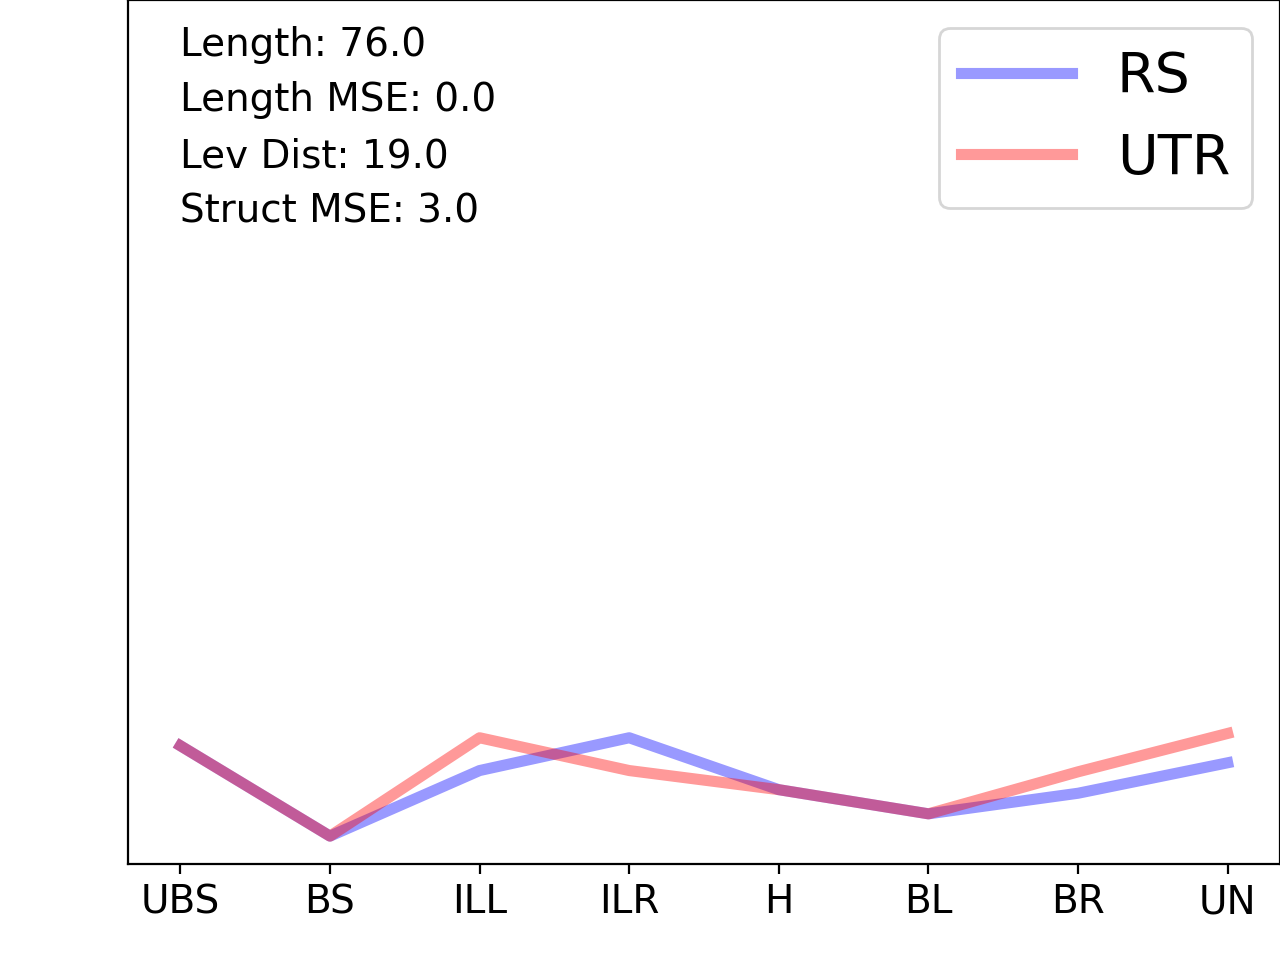 Length: 76.0
Length MSE: 0.0
Lev Dist: 19.0
Struct MSE: 3.0
RS
UTR
UBS BS ILL ILR H BL BR UN